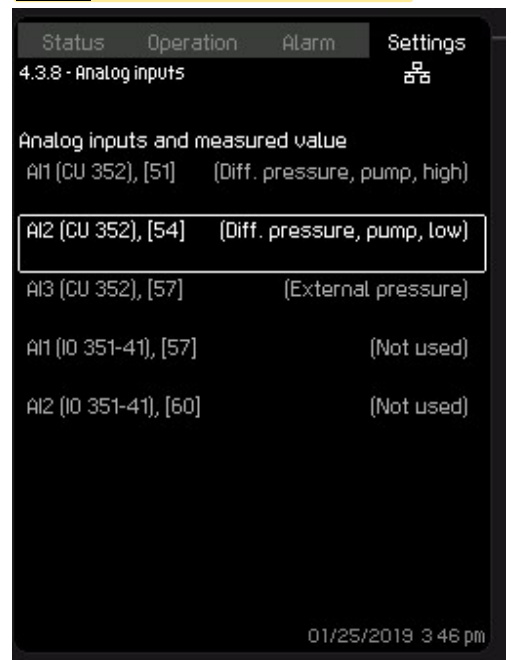 Status Operation Alarm Settings
4.3.8 - Analog inputs
Analog inputs and measured value
AI1 (CU 352), [51] (Diff. pressure, pump, high)
AI2 (CU 352), [54] (Diff. pressure, pump, low)
AI3 (CU 352), [57] (External pressure)
AI1 (IO 351-41), [57] (Not used)
AI2 (IO 351-41), [60] (Not used)
01/25/2019 3:46 pm